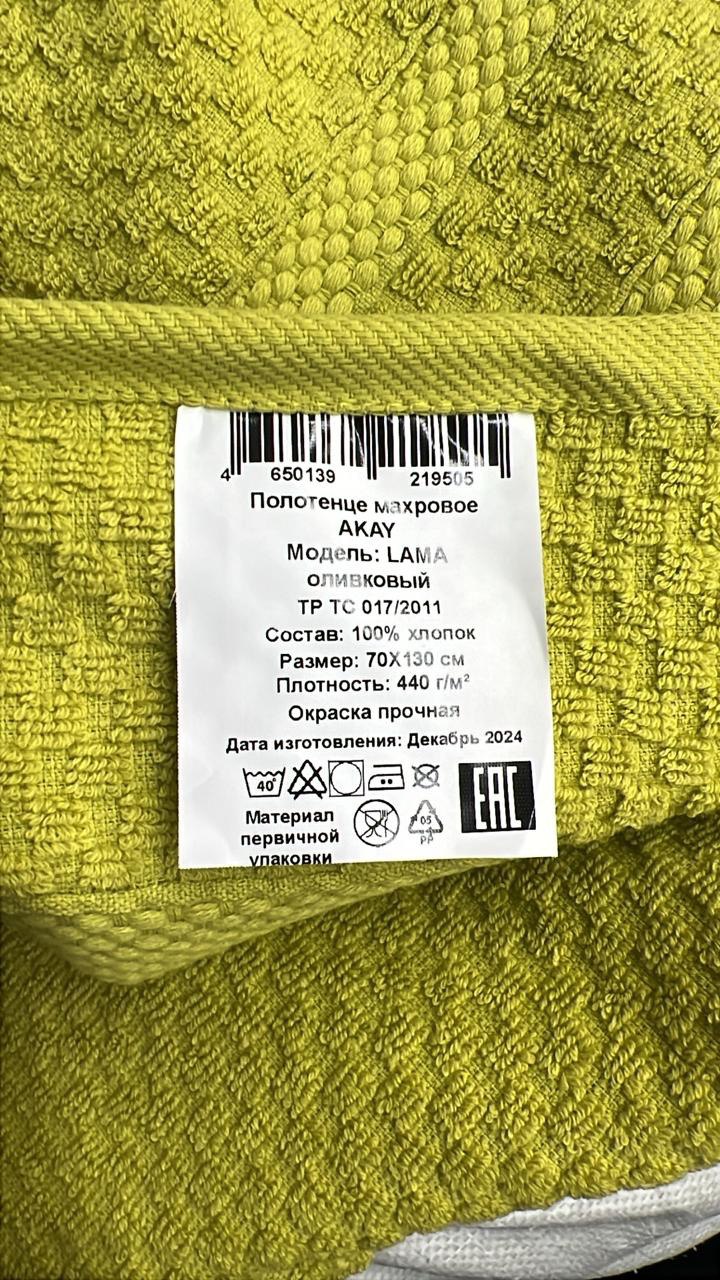 4 650139 219505
Полотенце махровое
AKAY
Модель: LAMA
оливковый
ТР ТС 017/2011
Состав: 100% хлопок
Размер: 70X130 см
Плотность: 440 г/м²
Окраска прочная
Дата изготовления: Декабрь 2024
40
EAC
Материал
первичной
упаковки
05
PP